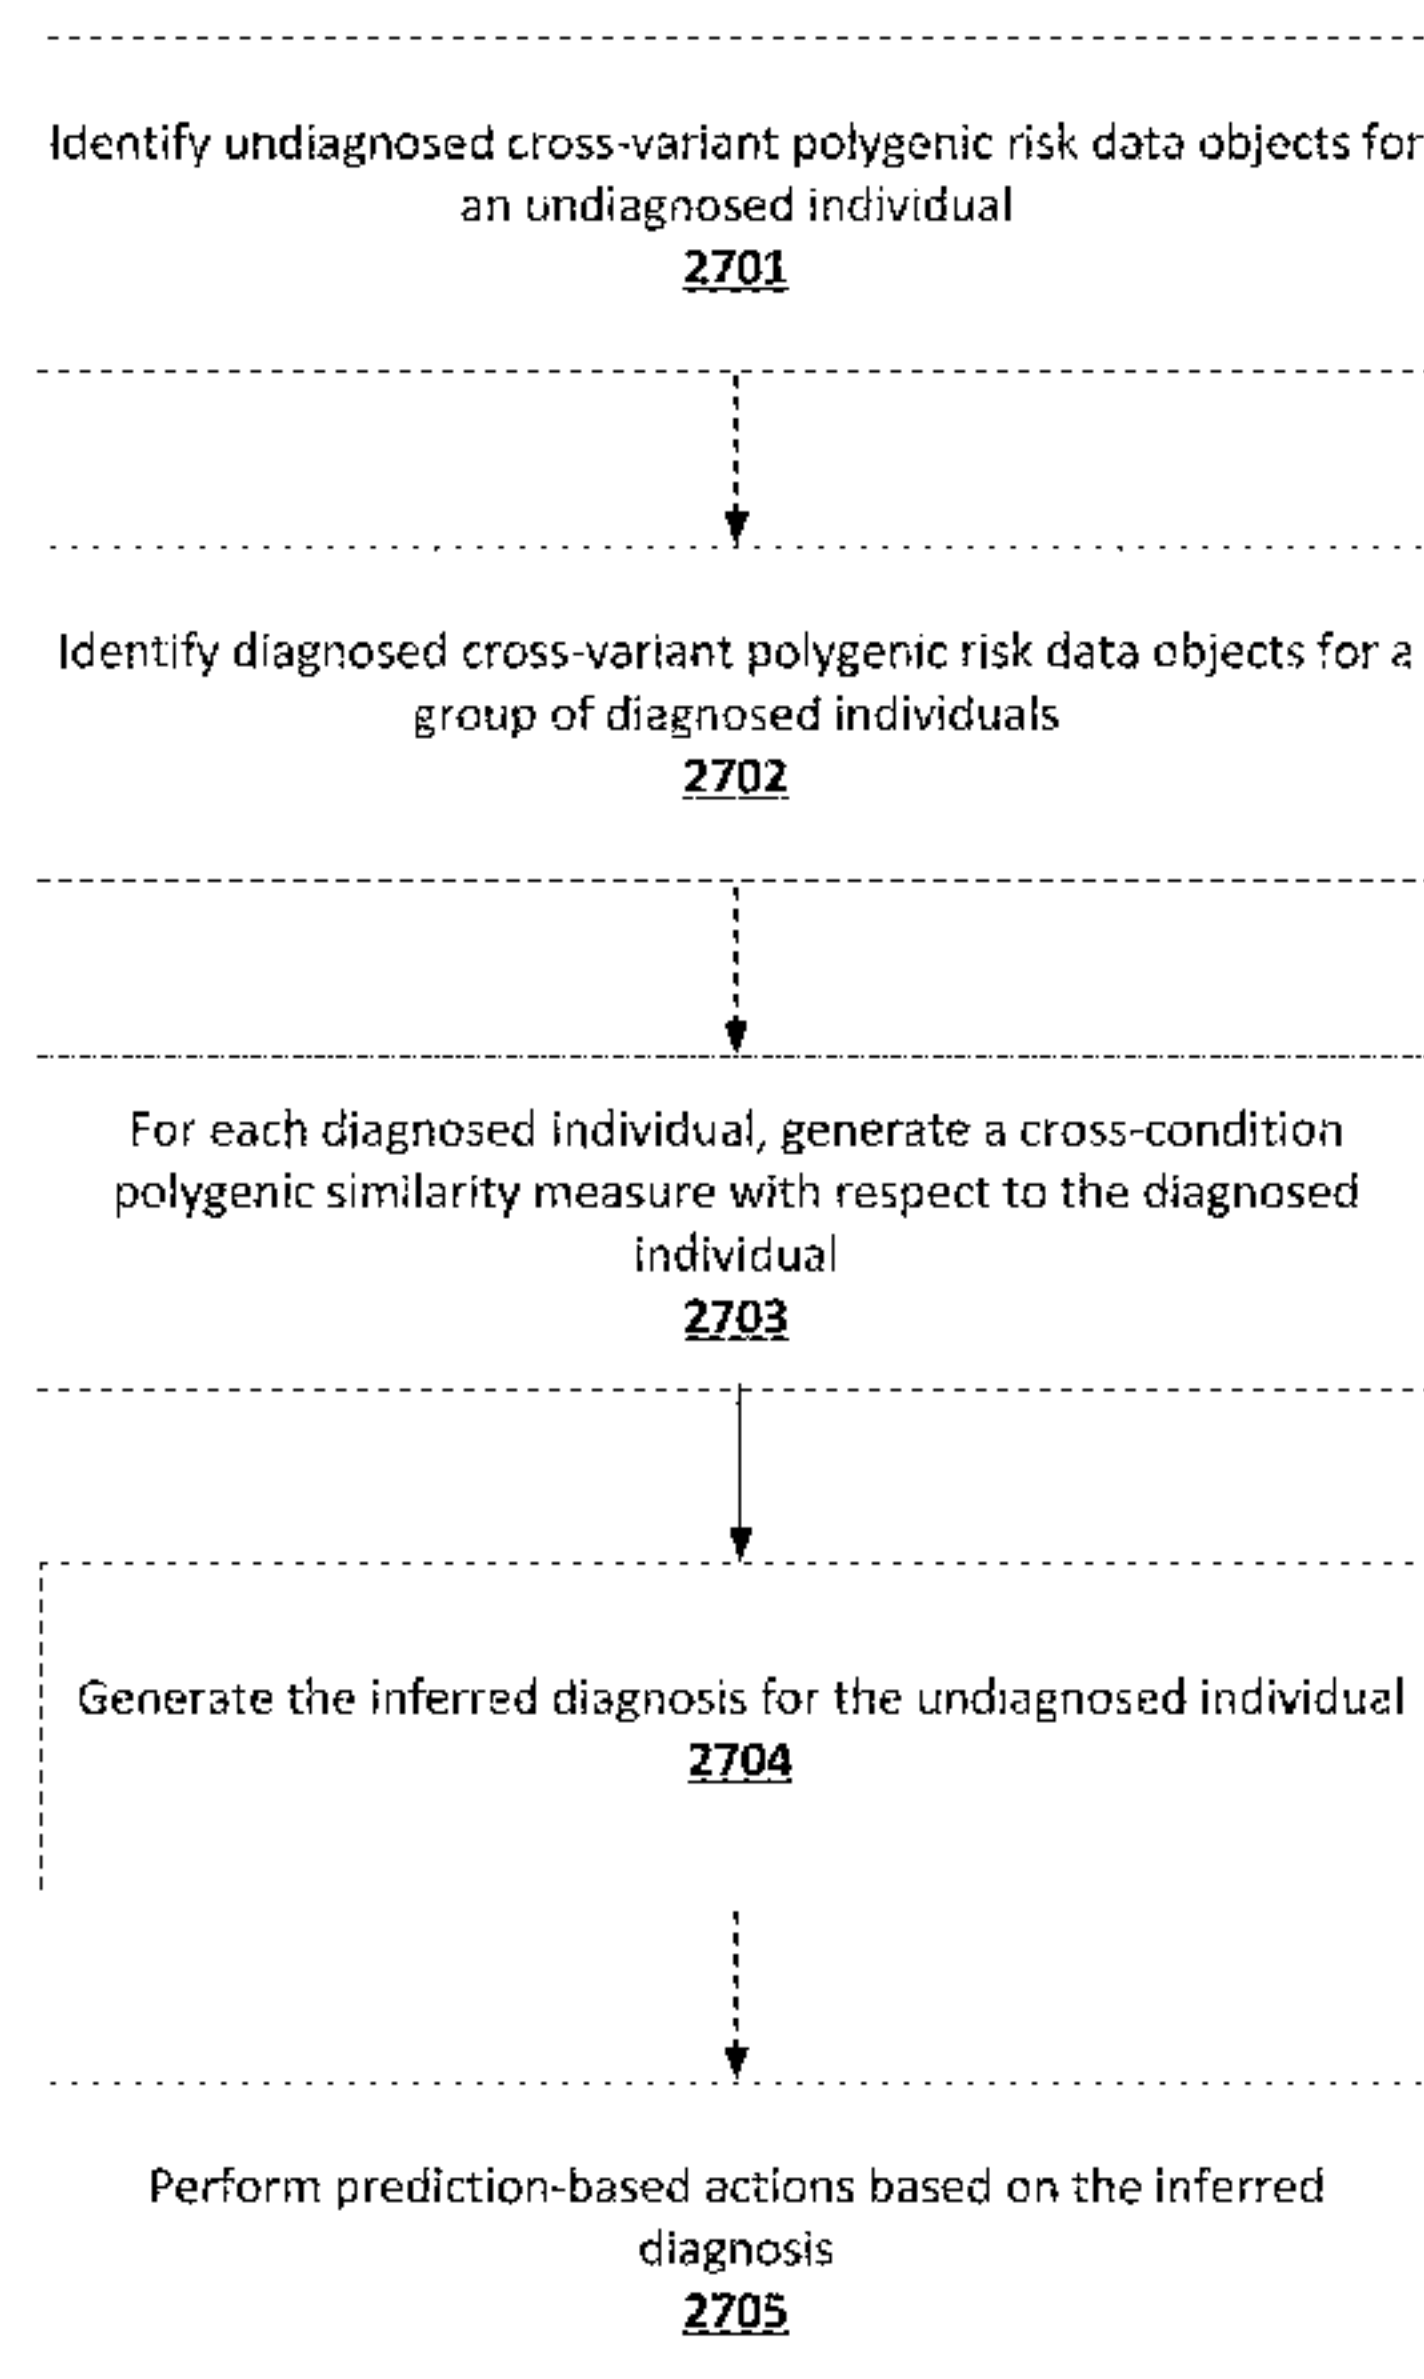 Identify undiagnosed cross-variant polygenic risk data objects for
an undiagnosed individual
2701
Identify diagnosed cross-variant polygenic risk data objects for a
group of diagnosed individuals
2702
For each diagnosed individual, generate a cross-condition
polygenic similarity measure with respect to the diagnosed
individual
2703
Generate the inferred diagnosis for the undiagnosed individual
2704
Perform prediction-based actions based on the inferred
diagnosis
2705